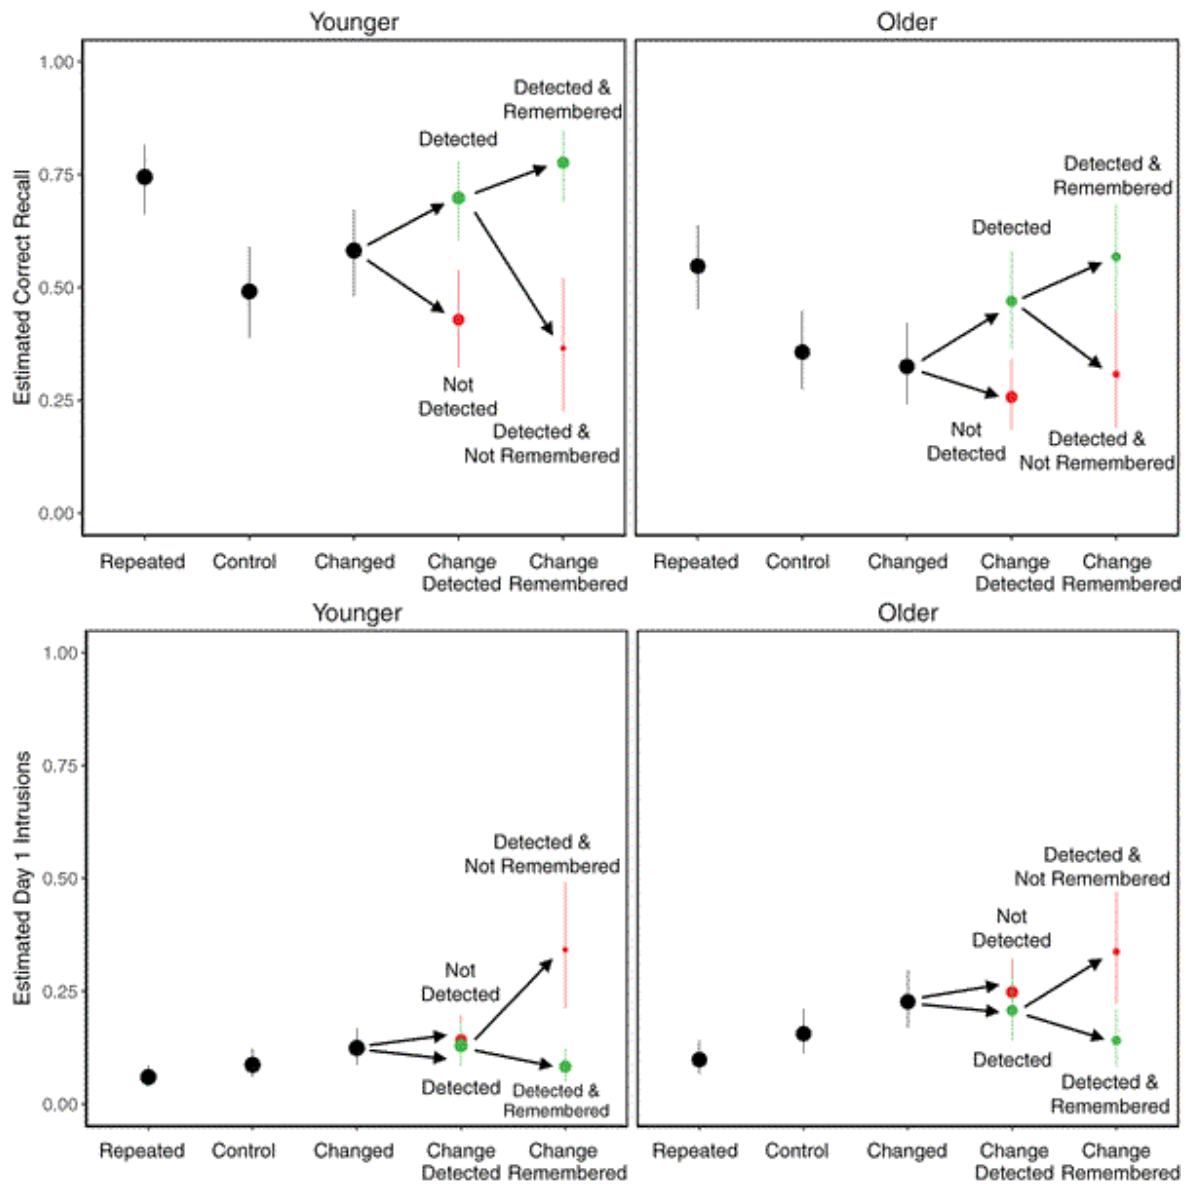 Younger
Older
Estimated Correct Recall
1.00
0.75
0.50
0.25
0.00
Detected &
Remembered
Detected
Not
Detected
Detected &
Not Remembered
Detected &
Remembered
Detected
Not
Detected
Detected &
Not Remembered
Repeated Control Changed Change Change
Detected Remembered
Repeated Control Changed Change Change
Detected Remembered
Younger
Older
Estimated Day 1 Intrusions
1.00
0.75
0.50
0.25
0.00
Detected &
Not Remembered
Not
Detected
Detected
Detected &
Remembered
Detected &
Not Remembered
Not
Detected
Detected
Detected &
Remembered
Repeated Control Changed Change Change
Detected Remembered
Repeated Control Changed Change Change
Detected Remembered